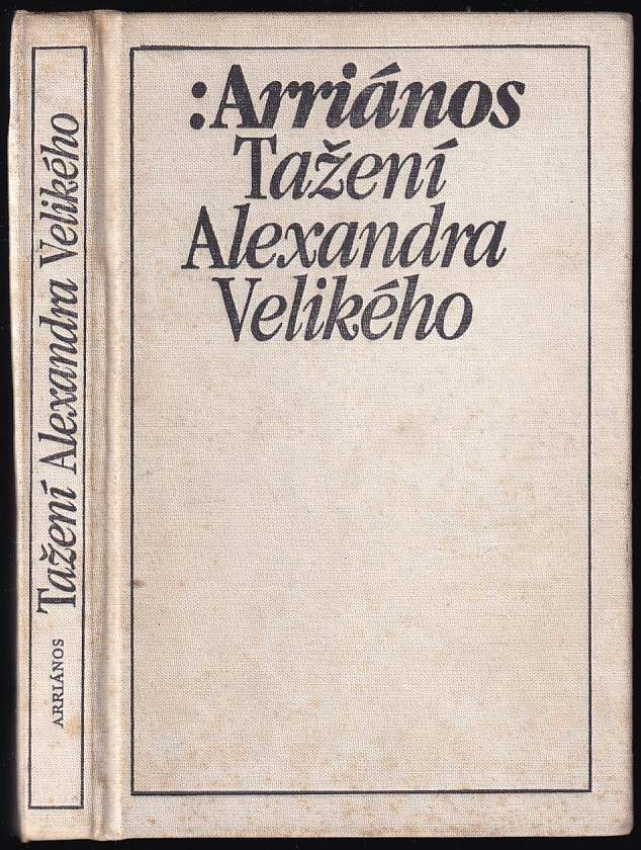 :Arriános
Tažení
Alexandra
Velikého
ARRIÁNOS Tažení Alexandra Velikého